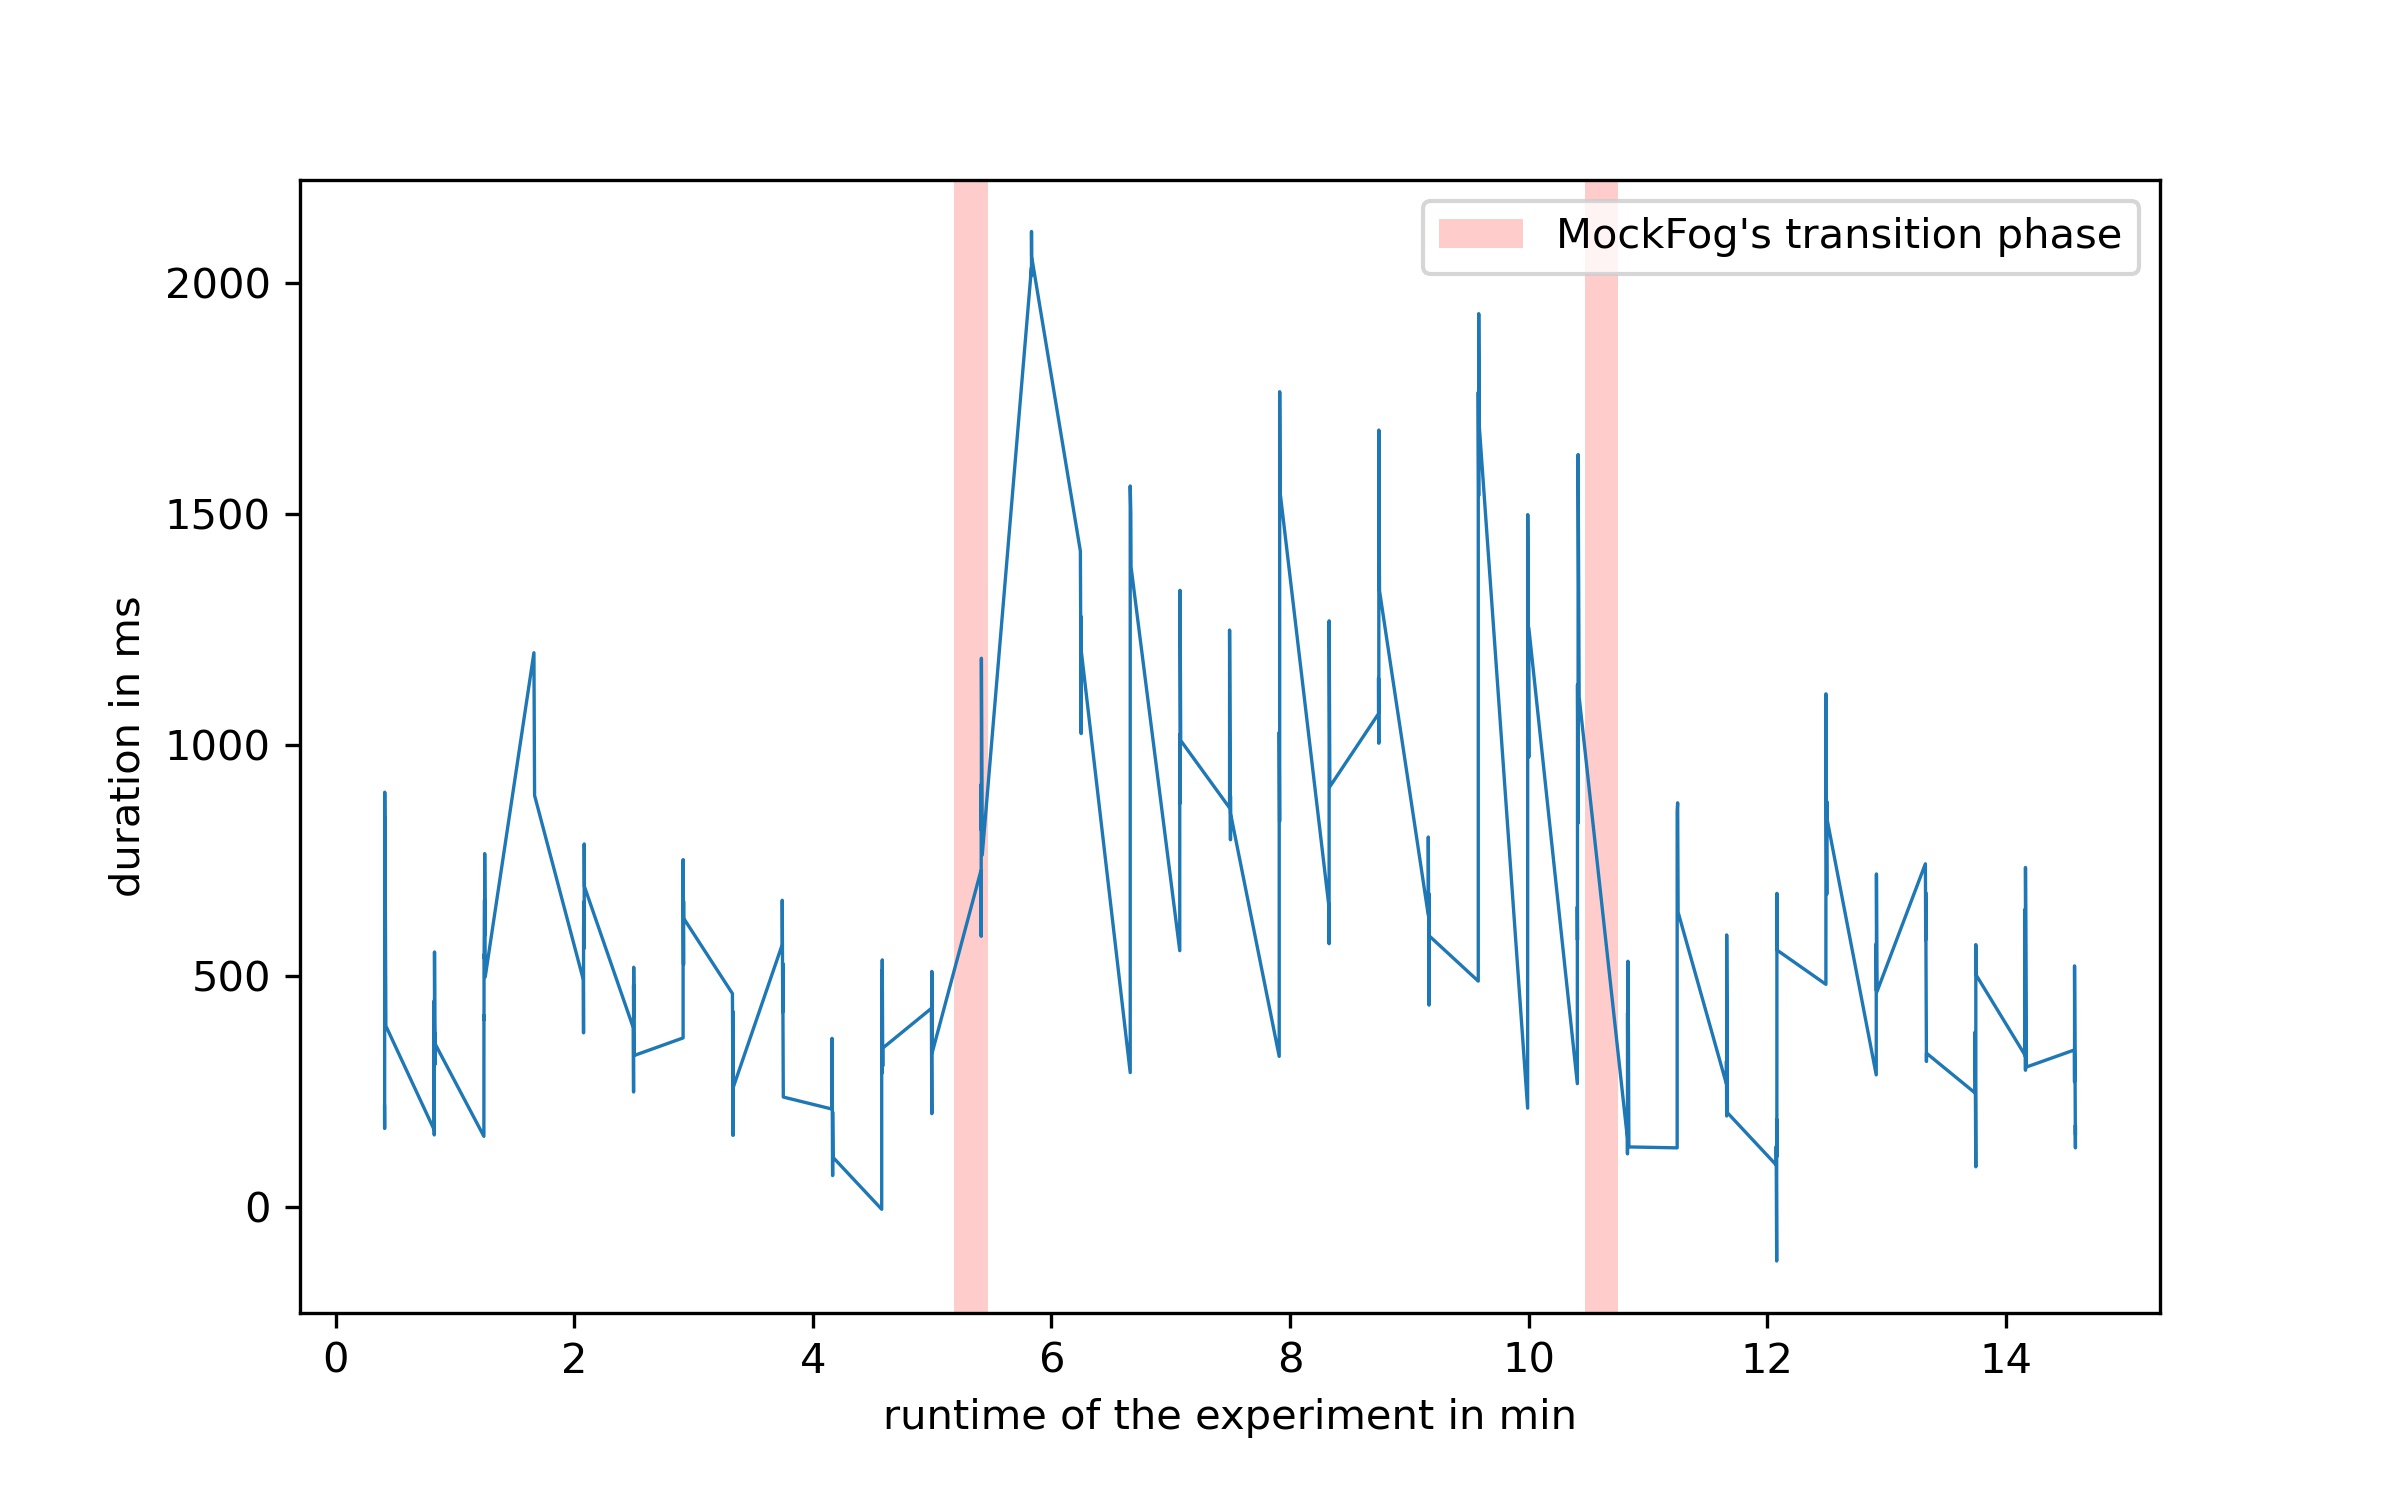 MockFog's transition phase
2000
1500
1000
500
0
duration in ms
0 2 4 6 8 10 12 14
runtime of the experiment in min